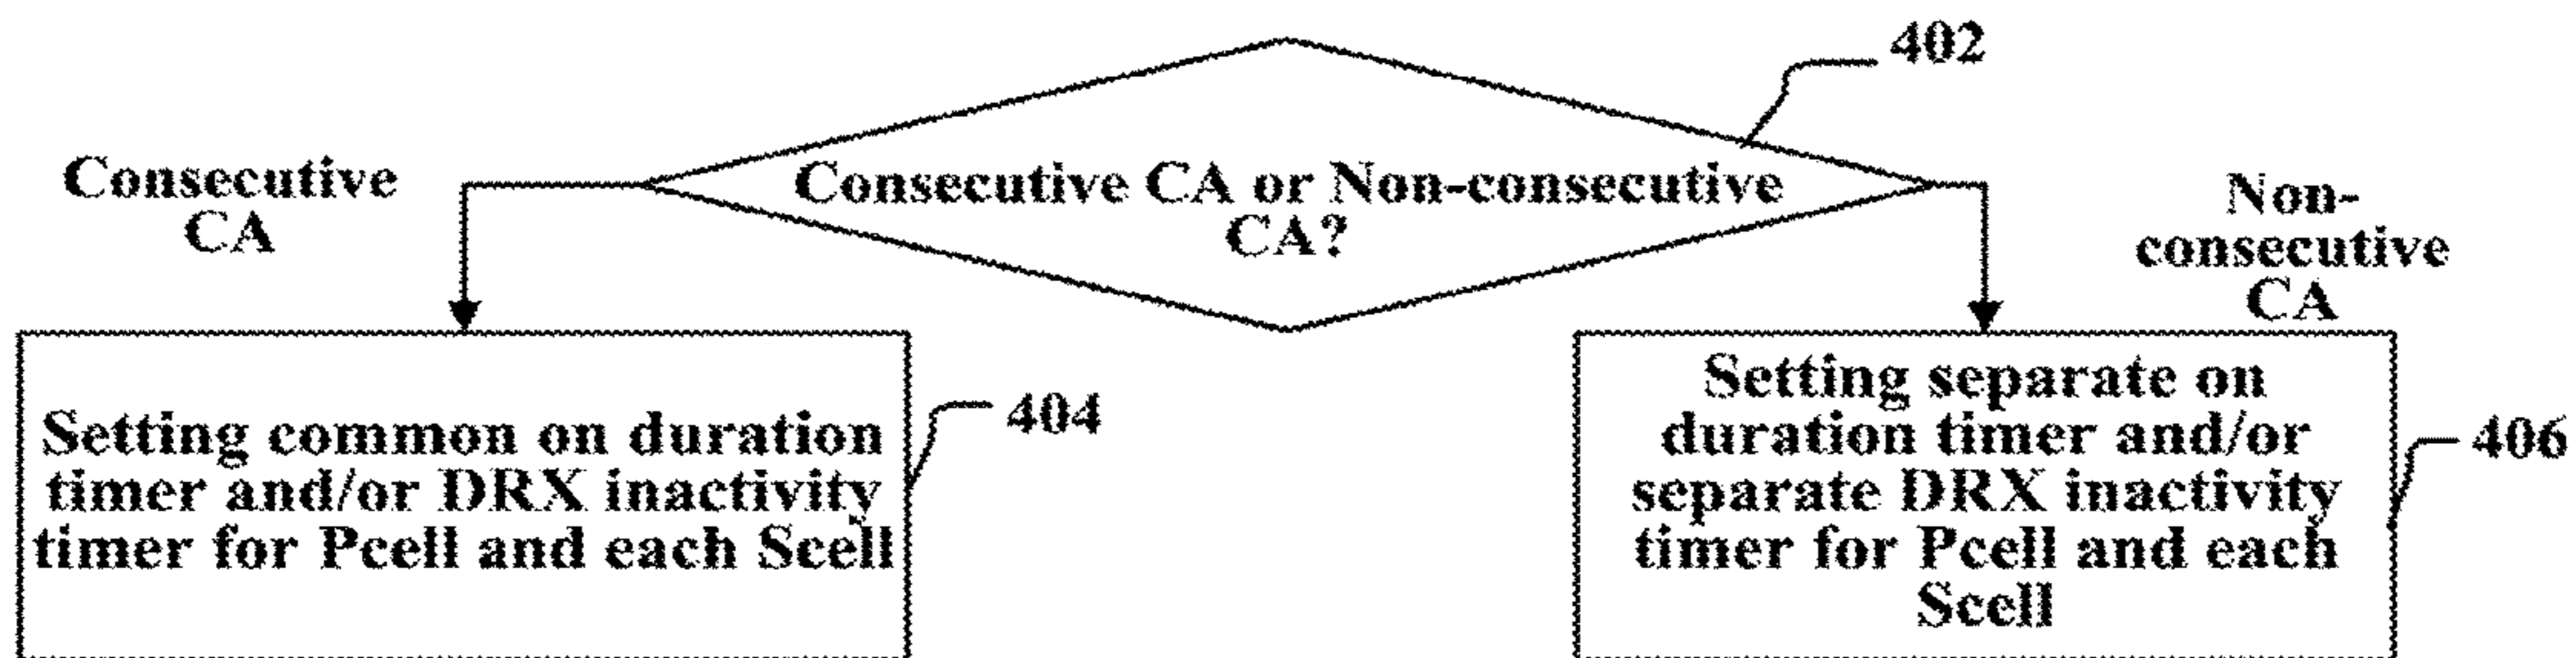 402
Consecutive
CA
Consecutive CA or Non-consecutive
CA?
Non-
consecutive
CA
Setting common on duration
timer and/or DRX inactivity
timer for Pcell and each Scell
404
Setting separate on
duration timer and/or
separate DRX inactivity
timer for Pcell and each
Scell
406